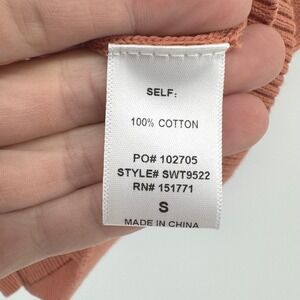 SELF:
100% COTTON
PO# 102705
STYLE# SWT9522
RN# 151771
S
MADE IN CHINA